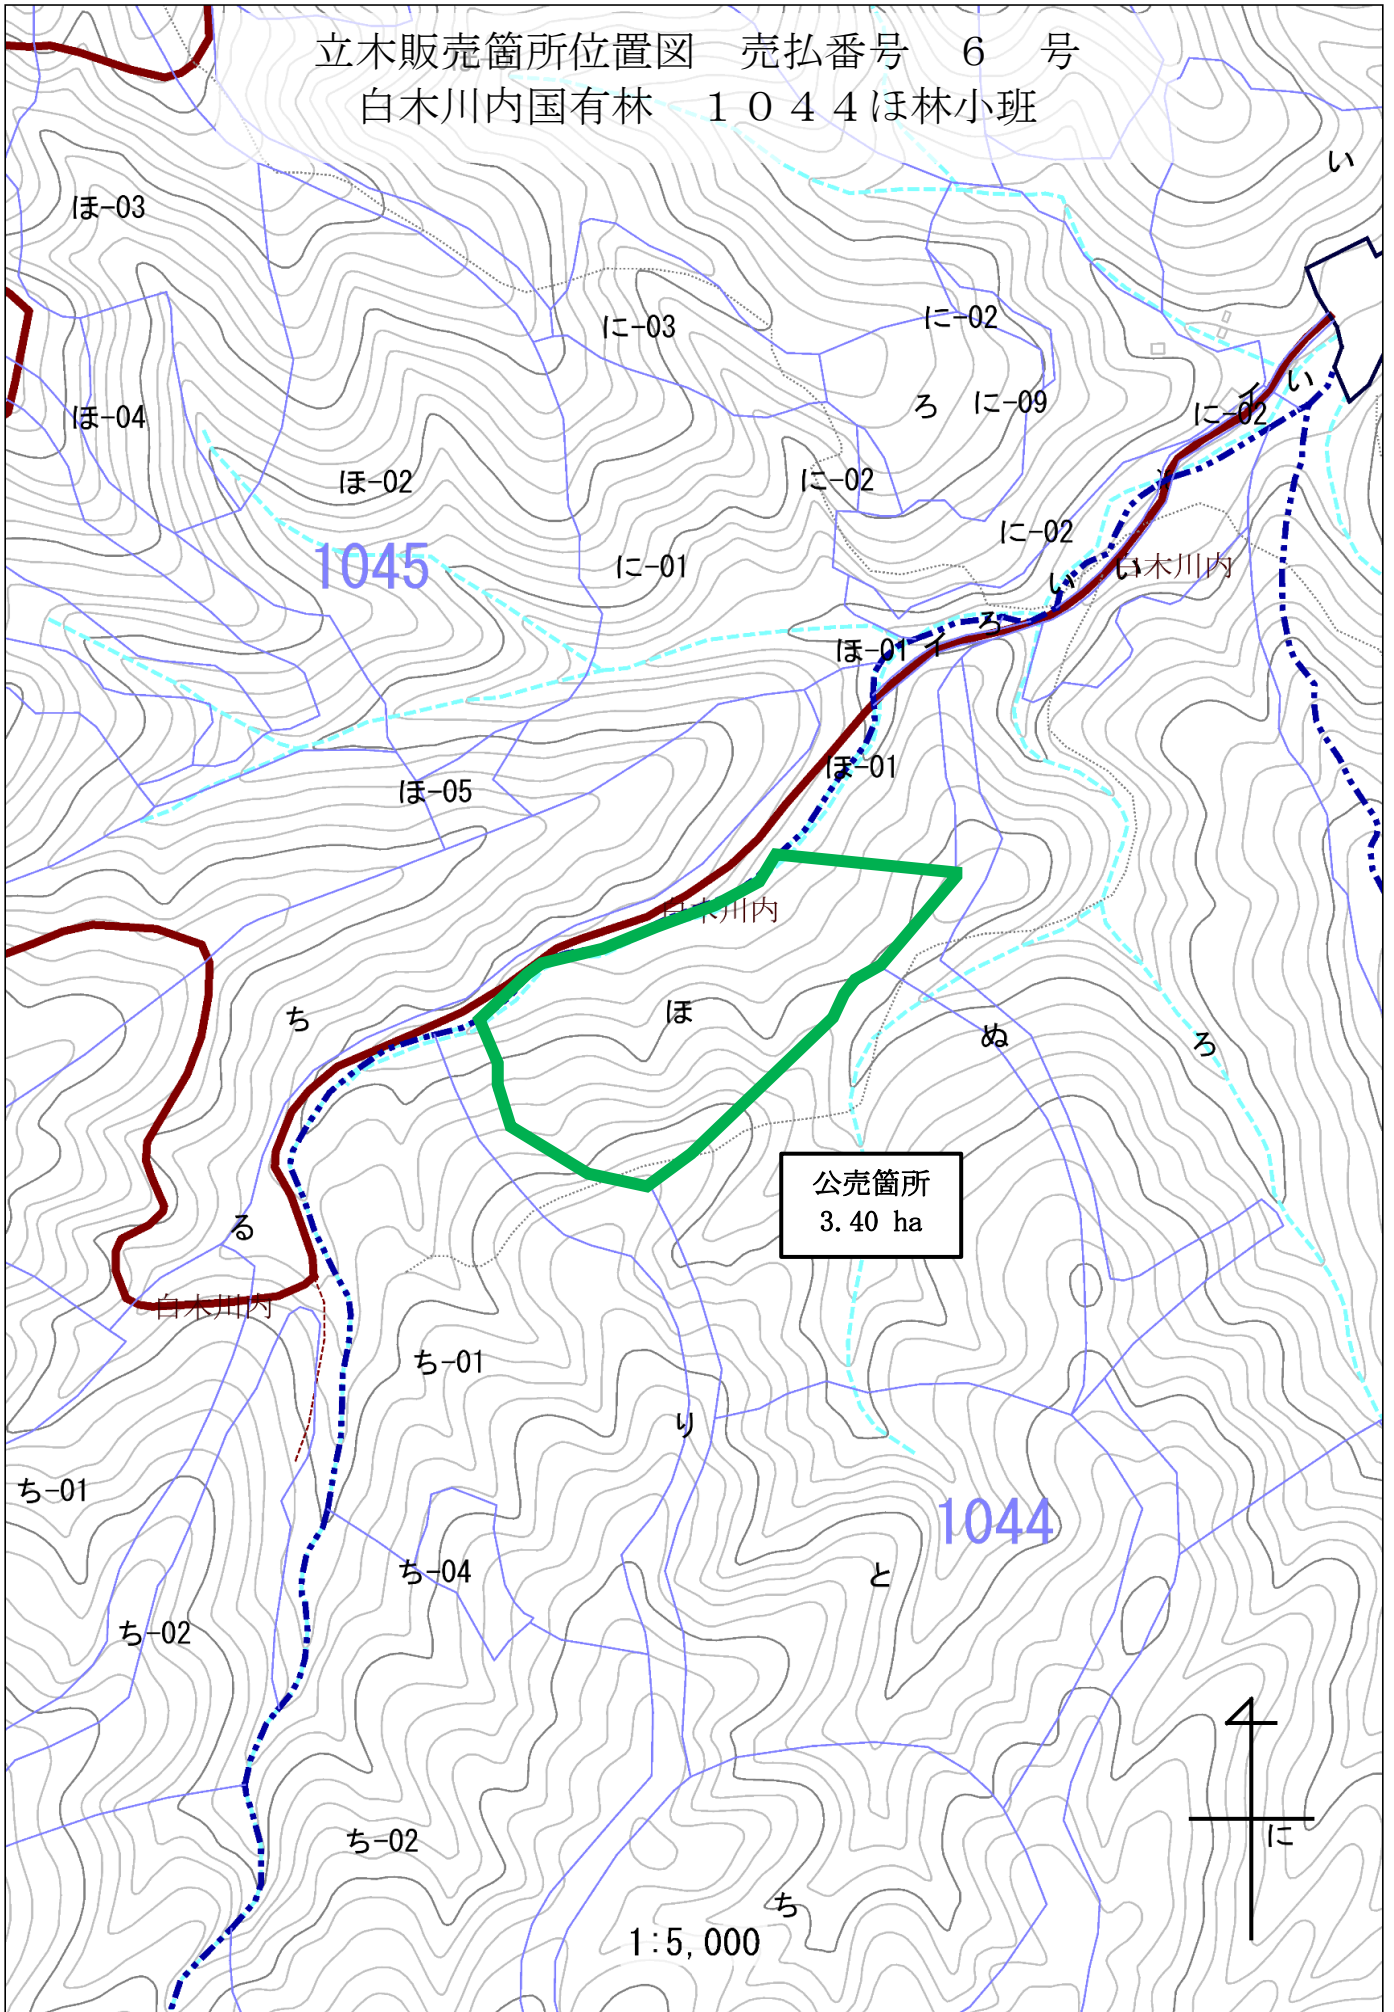 立木販売箇所位置図　売払番号　６　号
白木川内国有林　１０４４ほ林小班
い
ほ-03
に-03
に-02
ろ
に-09
い
イ
に-02
ほ-04
ほ-02
に-02
に-02
1045
に-01
白木川内
い
い
ろ
イ
ほ-01
ほ-01
ほ-05
白木川内
ほ
ち
ぬ
ろ
公売箇所
3.40 ha
る
白木川内
ち-01
り
ち-01
1044
ち-04
と
ち-02
ち-02
に
ち
1:5,000